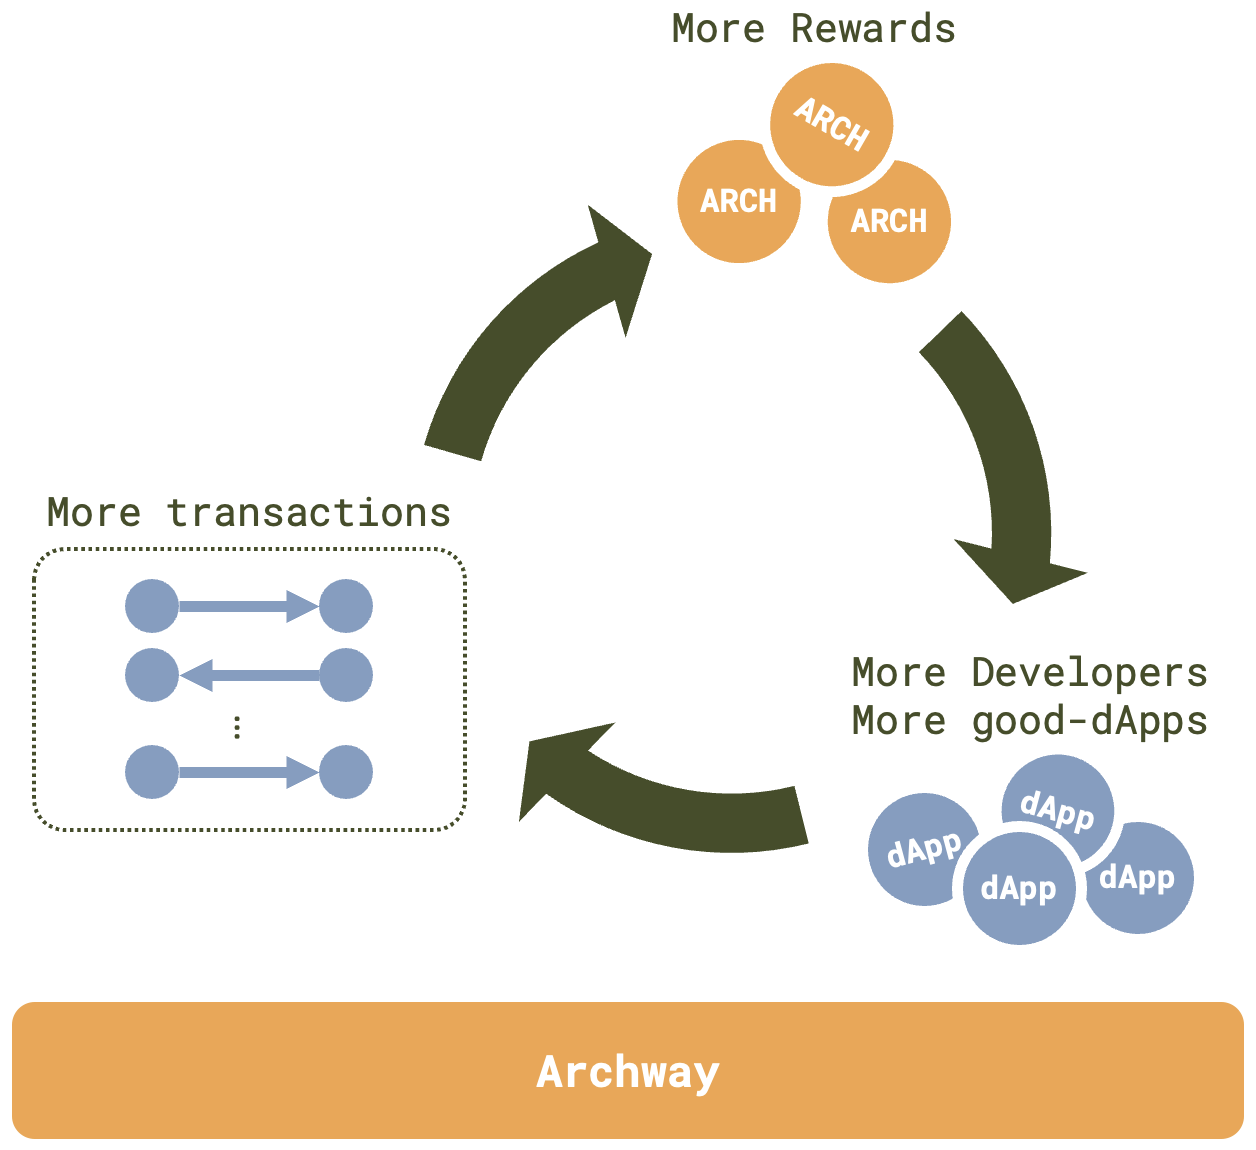 More Rewards
ARCH
ARCH
ARCH
More transactions
More Developers
More good-dApps
dApp
dApp
dApp
dApp
Archway